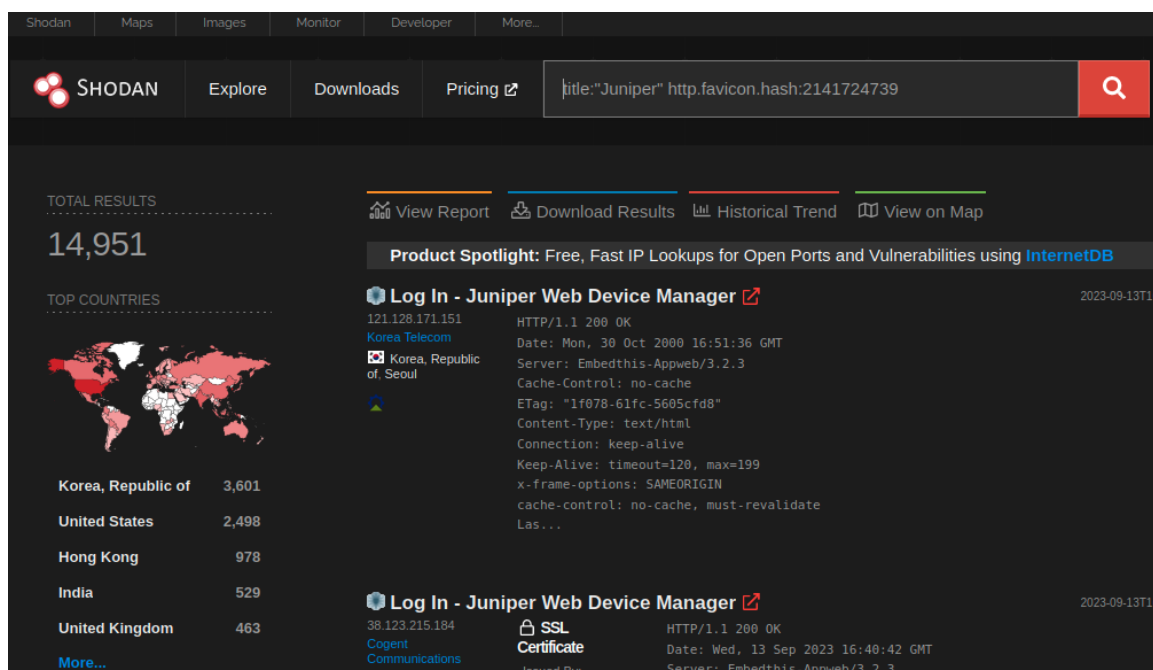 Shodan Maps Images Monitor Developer More...
SHODAN Explore Downloads Pricing title:"Juniper" http.favicon.hash:2141724739
TOTAL RESULTS
14,951
TOP COUNTRIES
Korea, Republic of 3,601
United States 2,498
Hong Kong 978
India 529
United Kingdom 463
More...
View Report Download Results Historical Trend View on Map
Product Spotlight: Free, Fast IP Lookups for Open Ports and Vulnerabilities using InternetDB
Log In - Juniper Web Device Manager 2023-09-13T1
121.128.171.151
Korea Telecom
Korea, Republic
of, Seoul
HTTP/1.1 200 OK
Date: Mon, 30 Oct 2000 16:51:36 GMT
Server: Embedthis-Appweb/3.2.3
Cache-Control: no-cache
ETag: "1f078-61fc-5605cfd8"
Content-Type: text/html
Connection: keep-alive
Keep-Alive: timeout=120, max=199
x-frame-options: SAMEORIGIN
cache-control: no-cache, must-revalidate
Las...
Log In - Juniper Web Device Manager 2023-09-13T1
38.123.215.184
Cogent
Communications
SSL
Certificate
Issued By:
HTTP/1.1 200 OK
Date: Wed, 13 Sep 2023 16:40:42 GMT
Server: Embedthis-Appweb/3.2.3